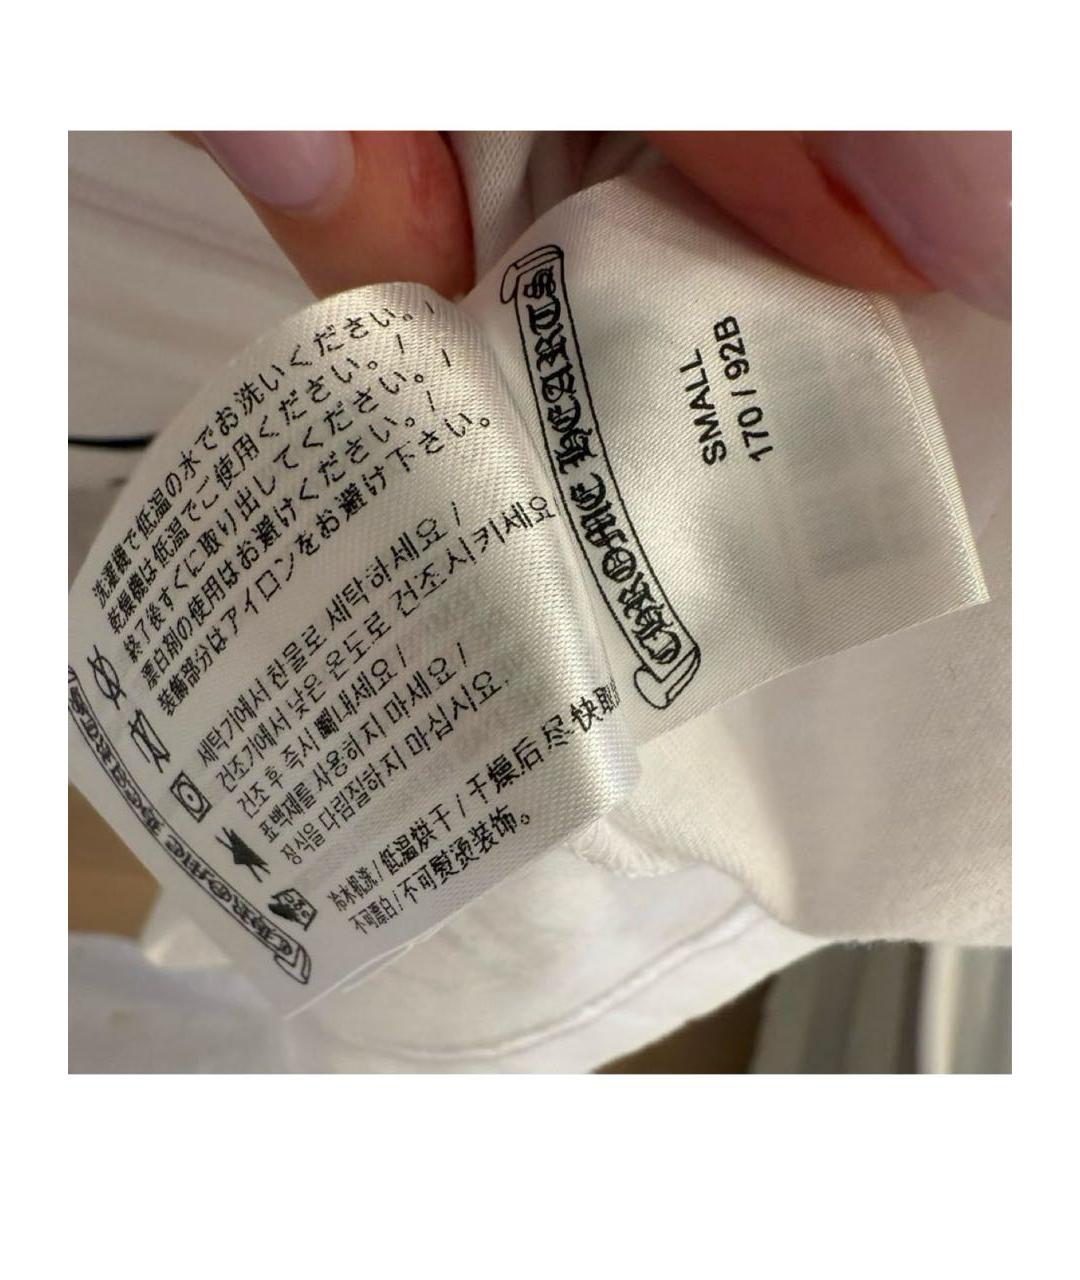 洗濯機で低温の水でお洗いください。/
乾燥機は低温でご使用ください。/
終了後すぐに取り出してください。/
漂白剤の使用はお避けください。/
装飾部分はアイロンをお避け下さい。
세탁기에서 찬물로 세탁하세요 /
건조기에서 낮은 온도로 건조시키세요
건조 후 즉시 빼내세요 /
표백제를 사용하지 마세요 /
장식을 다림질하지 마십시요.
冷水机洗 / 低温烘干 / 干燥后尽快取
不可漂白 / 不可熨烫装饰。
CHROME HEARTS
CHROME HEARTS
SMALL
170 / 92B